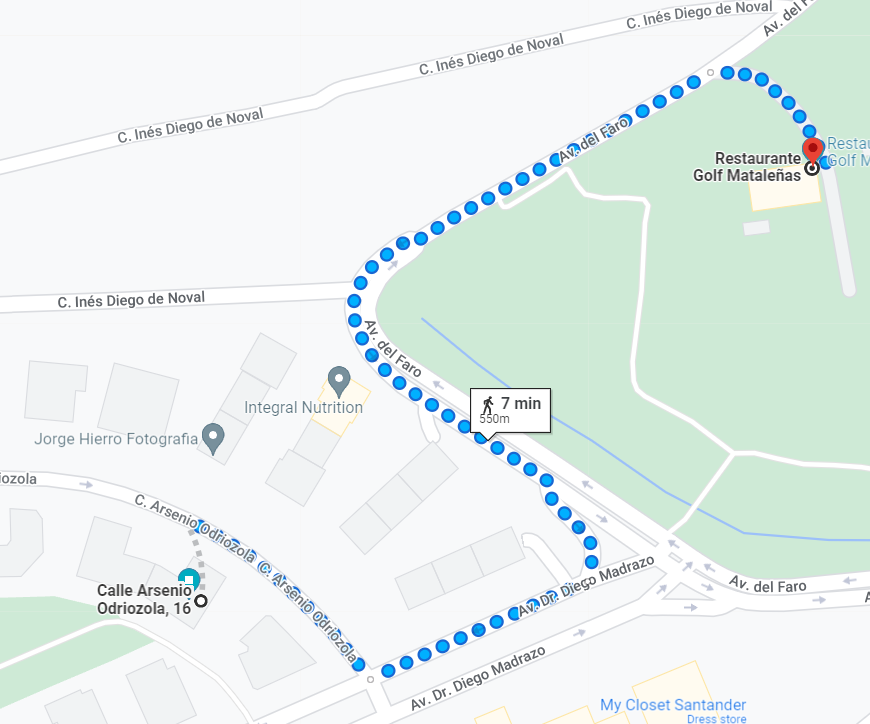 C. Inés Diego de Noval
Av. del F
C. Inés Diego de Noval
C. Inés Diego de Noval
Av. del Faro
Restaurante
Golf Mataleñas
Restau
Golf M
C. Inés Diego de Noval
Av. del Faro
7 min
550m
Integral Nutrition
Jorge Hierro Fotografia
iozola
C. Arsenio Odriozola
C. Arsenio Odriozola
Calle Arsenio
Odriozola, 16
Av. Dr. Diego Madrazo
Av. del Faro
A
Av. Dr. Diego Madrazo
My Closet Santander
Dress store